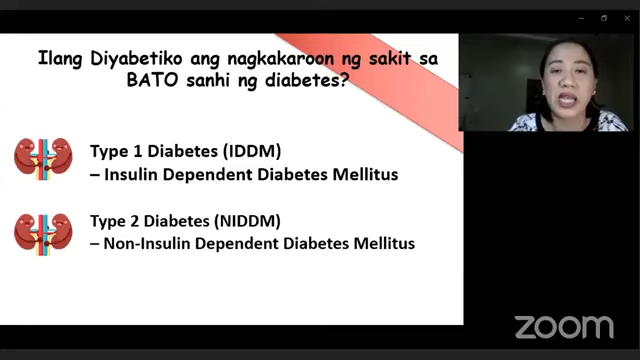 Ilang Diyabetiko ang nagkakaroon ng sakit sa
BATO sanhi ng diabetes?
Type 1 Diabetes (IDDM)
– Insulin Dependent Diabetes Mellitus
Type 2 Diabetes (NIDDM)
– Non-Insulin Dependent Diabetes Mellitus
zoom